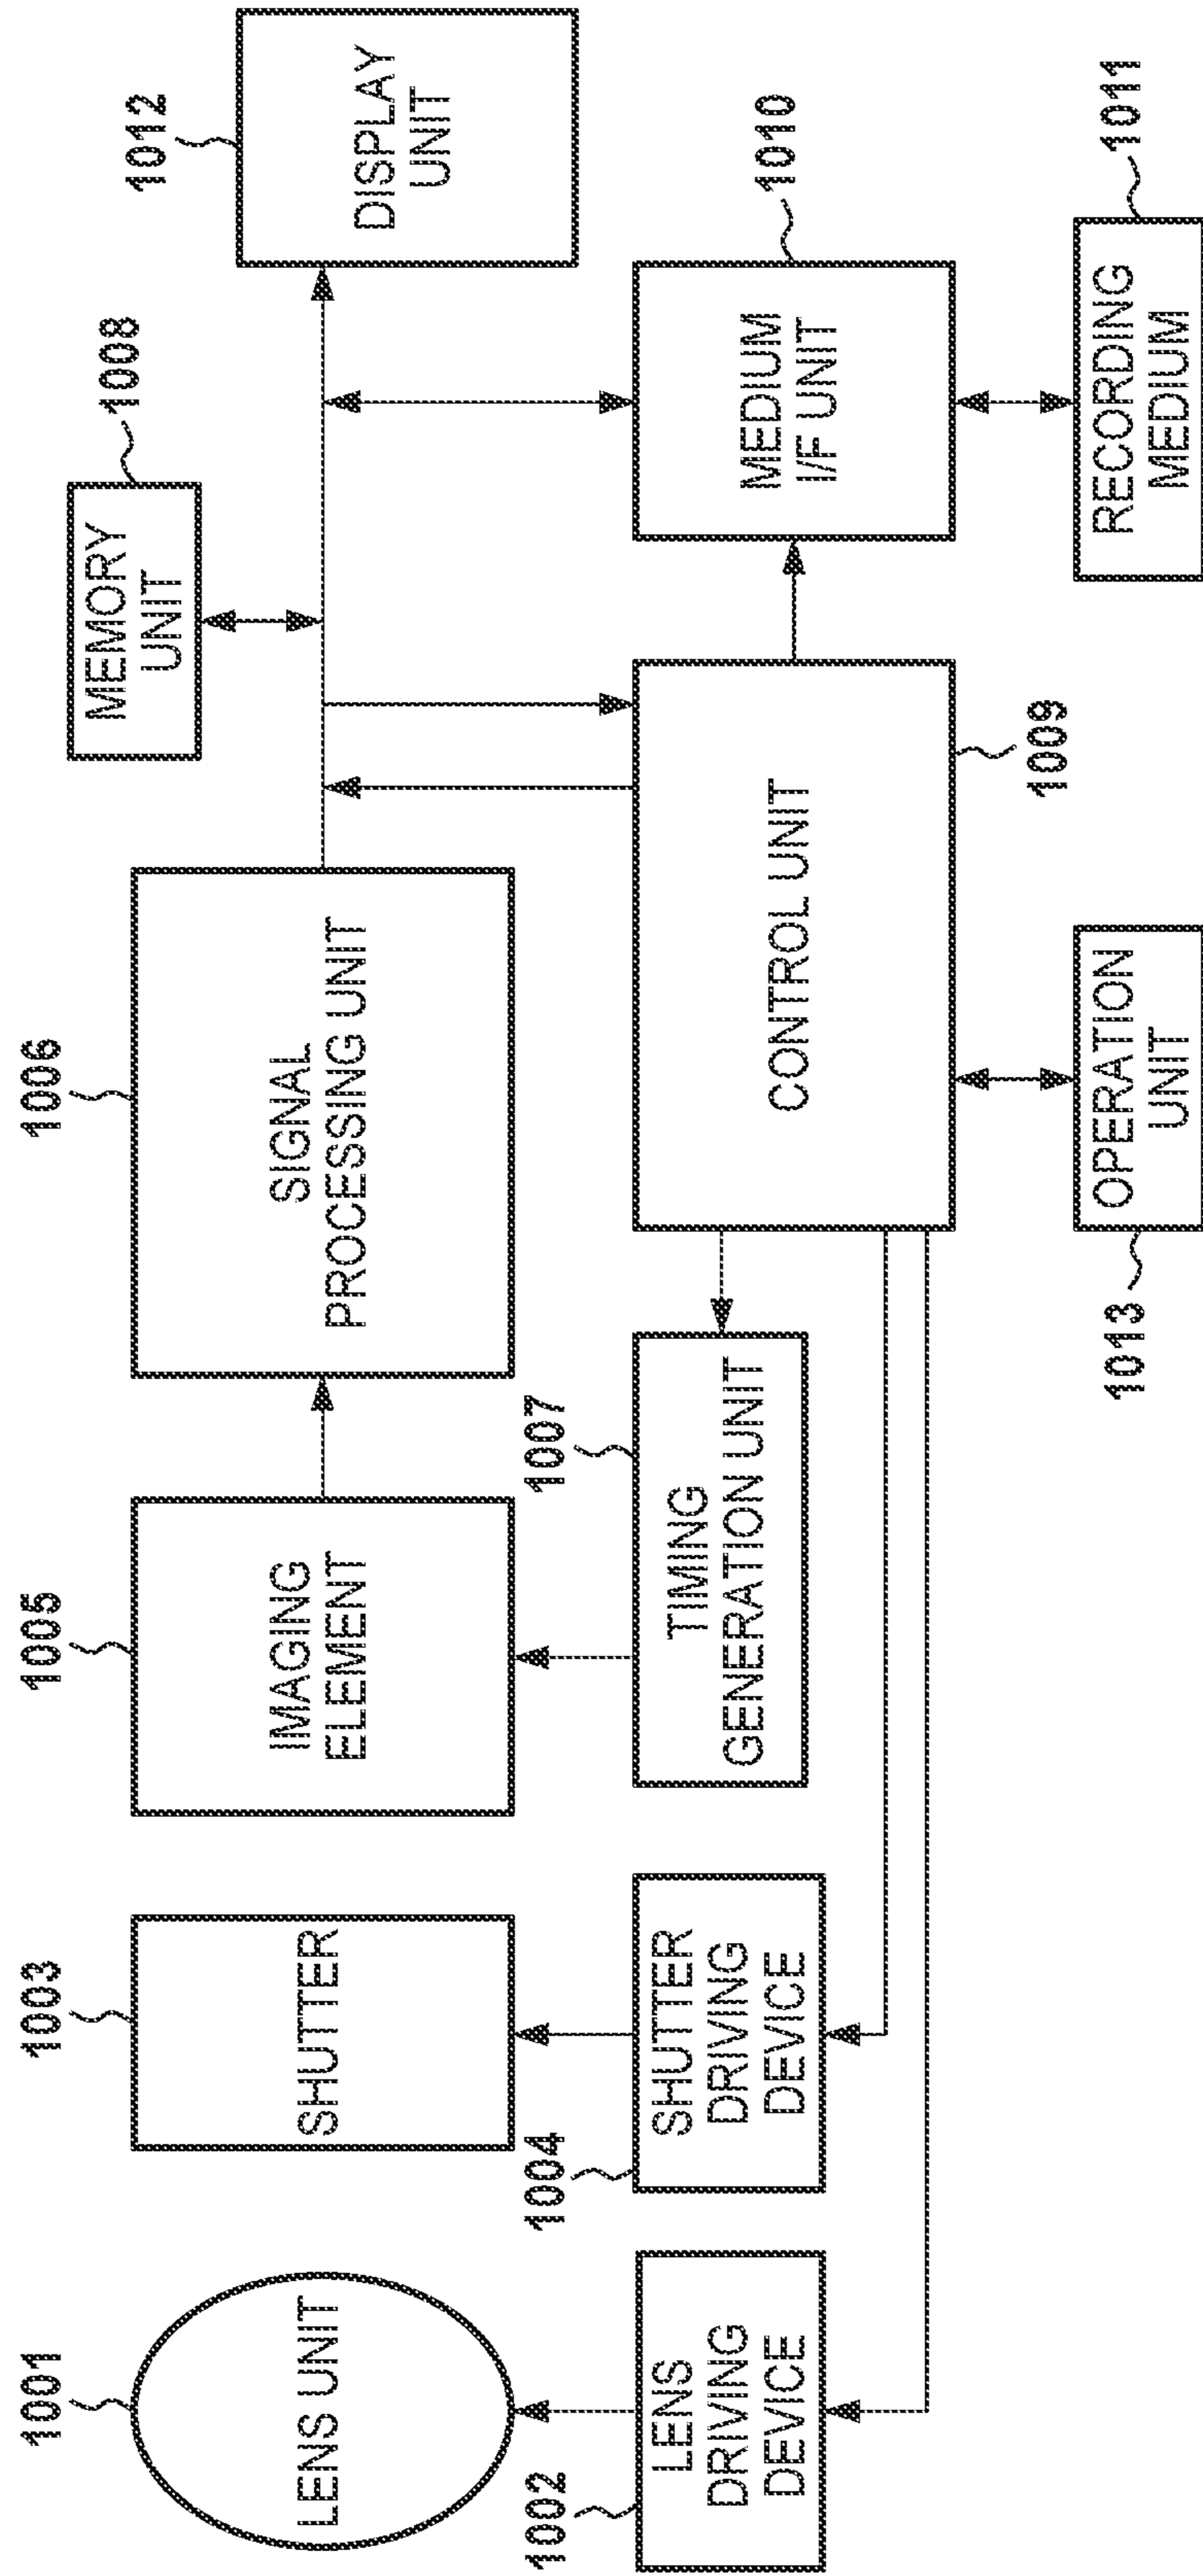 1001
LENS UNIT
1003
SHUTTER
1005
IMAGING
ELEMENT
1006
SIGNAL
PROCESSING UNIT
1008
MEMORY
UNIT
1012
DISPLAY
UNIT
1002
LENS
DRIVING
DEVICE
1004
SHUTTER
DRIVING
DEVICE
1007
TIMING
GENERATION UNIT
CONTROL UNIT
1009
MEDIUM
I/F UNIT
1010
1013
OPERATION
UNIT
RECORDING
MEDIUM
1011